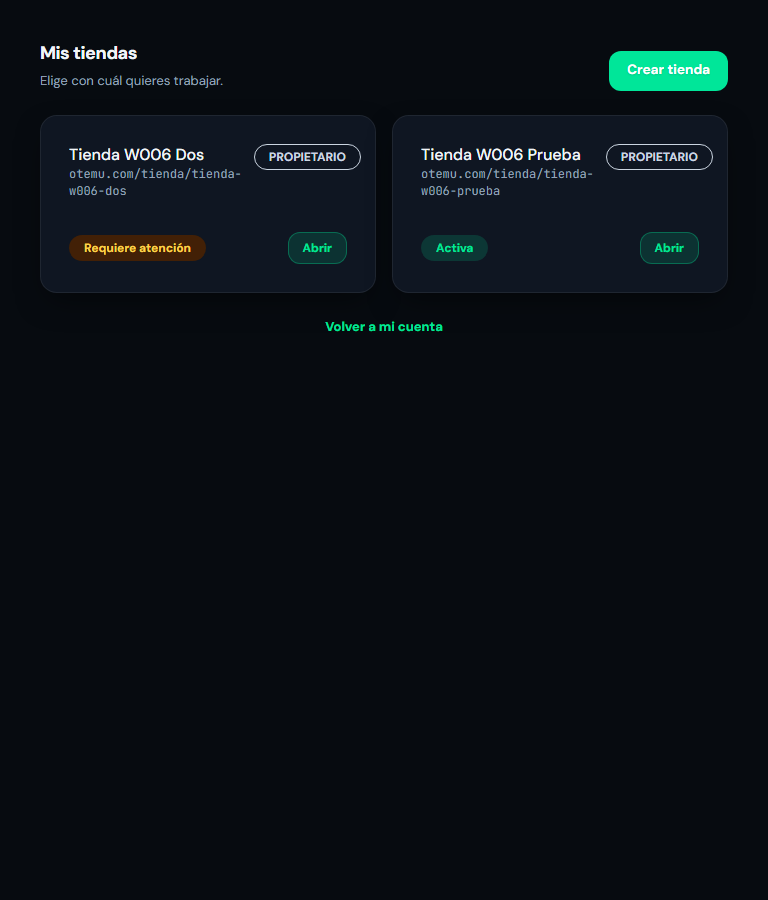 Mis tiendas
Elige con cuál quieres trabajar.
Crear tienda
Tienda W006 Dos
PROPIETARIO
otemu.com/tienda/tienda-
w006-dos
Requiere atención
Abrir
Tienda W006 Prueba
PROPIETARIO
otemu.com/tienda/tienda-
w006-prueba
Activa
Abrir
Volver a mi cuenta